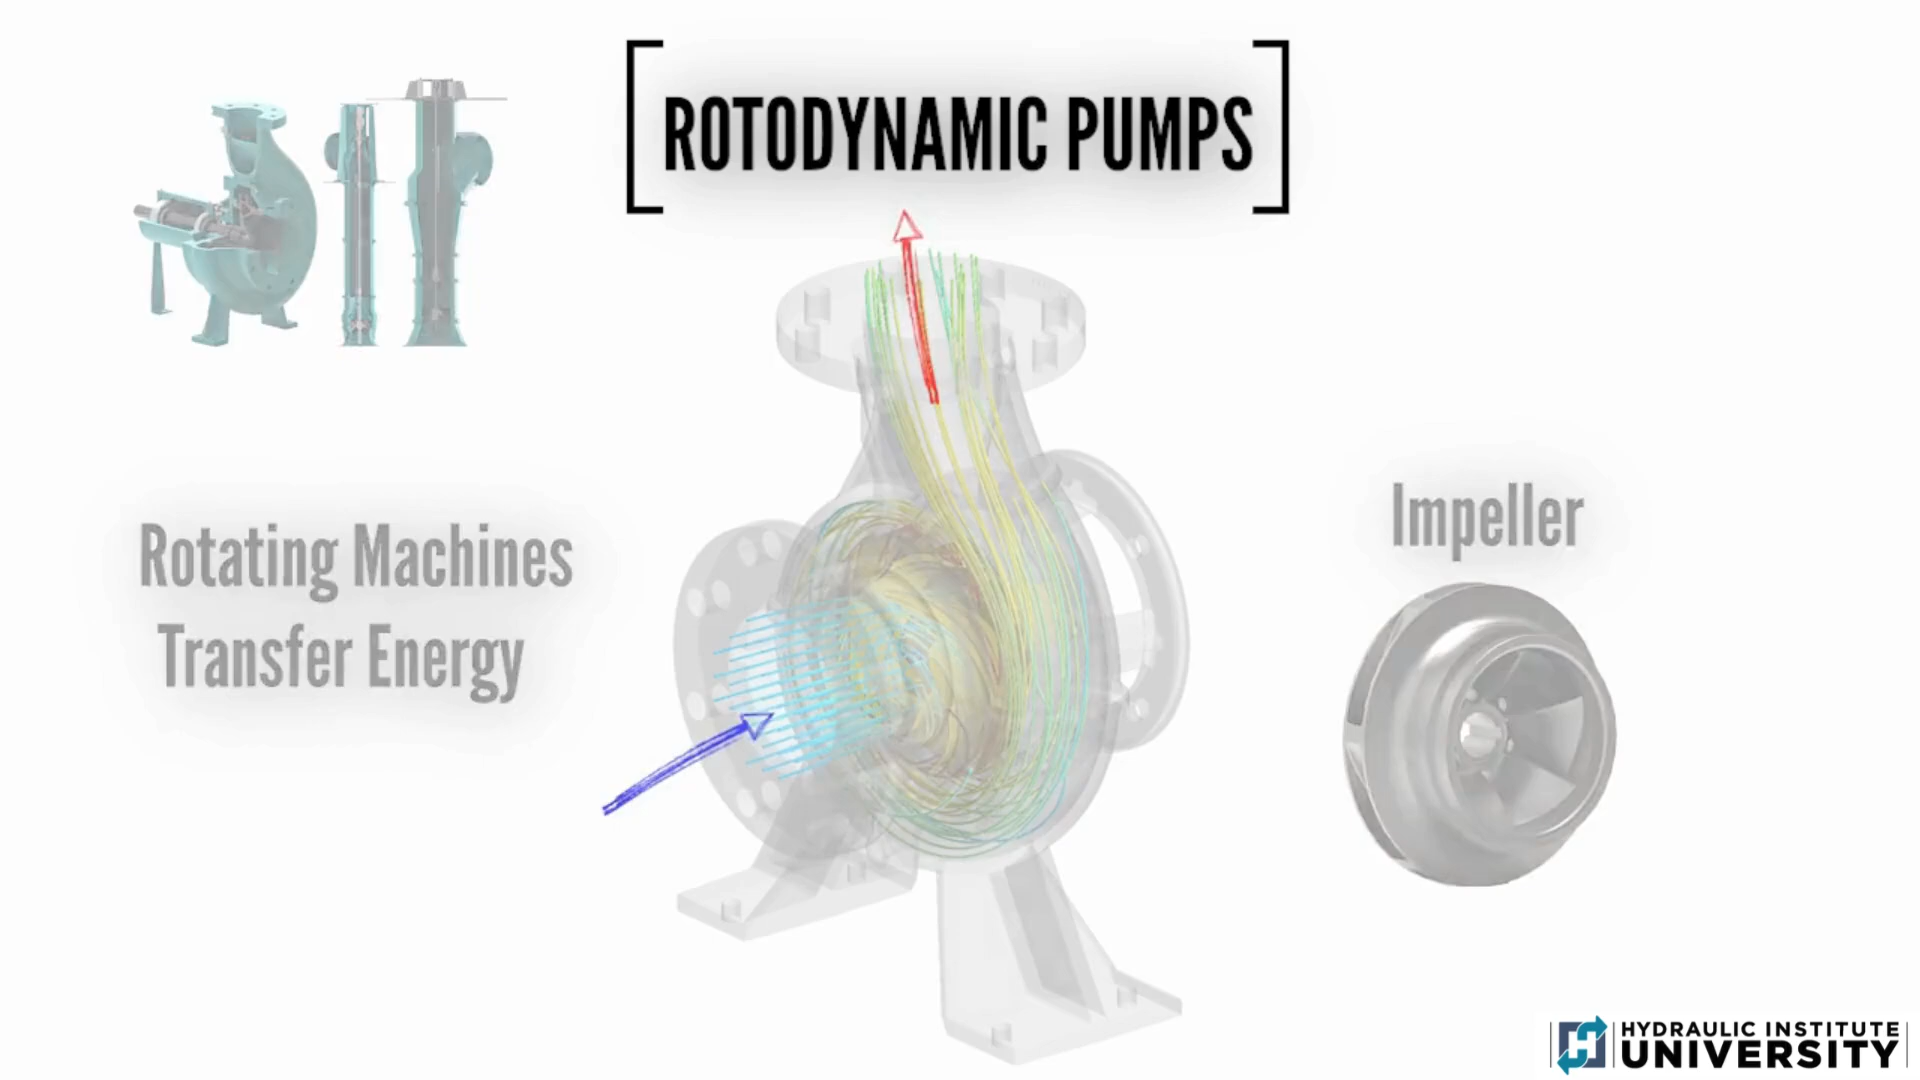 ROTODYNAMIC PUMPS
Rotating Machines
Transfer Energy
Impeller
HYDRAULIC INSTITUTE
UNIVERSITY